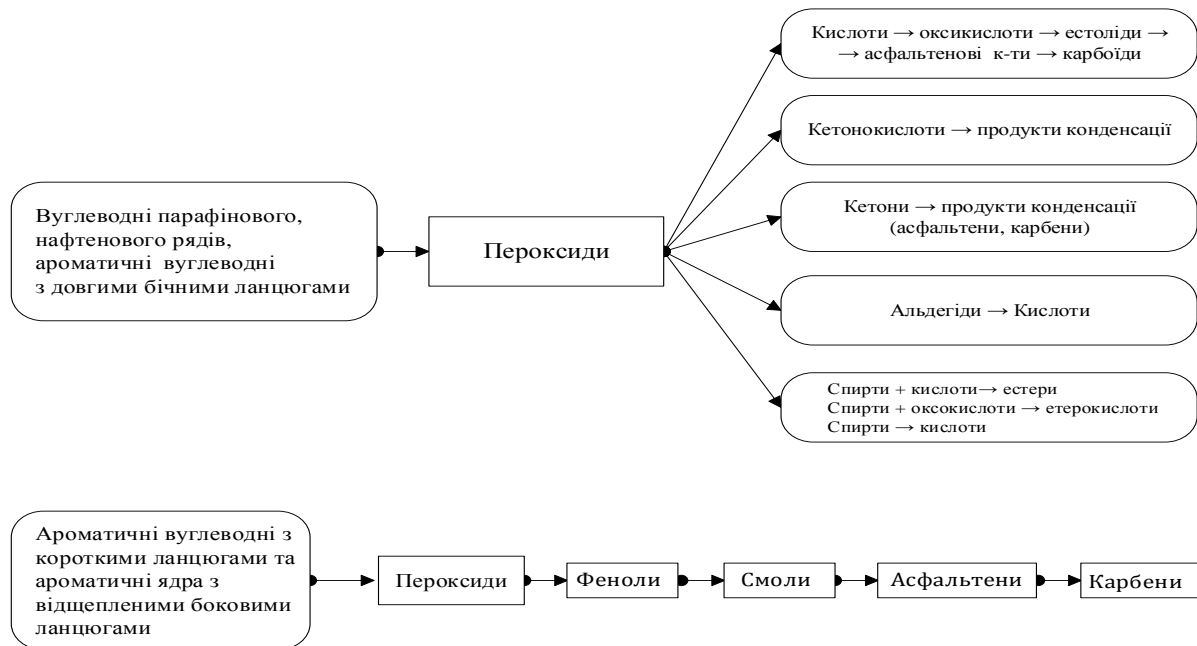 Кислоти → оксикислоти → естоліди →
→ асфальтенові к-ти → карбоїди
Кетонокислоти → продукти конденсації
Вуглеводні парафінового,
нафтенового рядів,
ароматичні вуглеводні
з довгими бічними ланцюгами
Пероксиди
Кетони → продукти конденсації
(асфальтени, карбени)
Альдегіди → Кислоти
Спирти + кислоти→ естери
Спирти + оксокислоти → етерокислоти
Спирти → кислоти
Ароматичні вуглеводні з
короткими ланцюгами та
ароматичні ядра з
відщепленими боковими
ланцюгами
Пероксиди
Феноли
Смоли
Асфальтени
Карбени